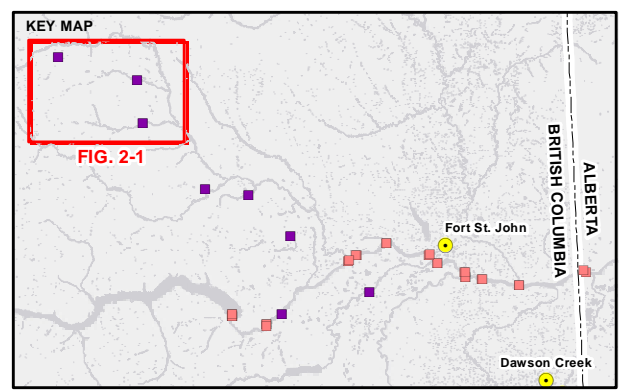 KEY MAP
FIG. 2-1
Fort St. John
BRITISH COLUMBIA
ALBERTA
Dawson Creek